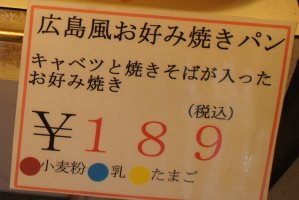 広島風お好み焼きパン
キャベツと焼きそばが入った
お好み焼き
(税込)
¥189
小麦粉 乳 たまご